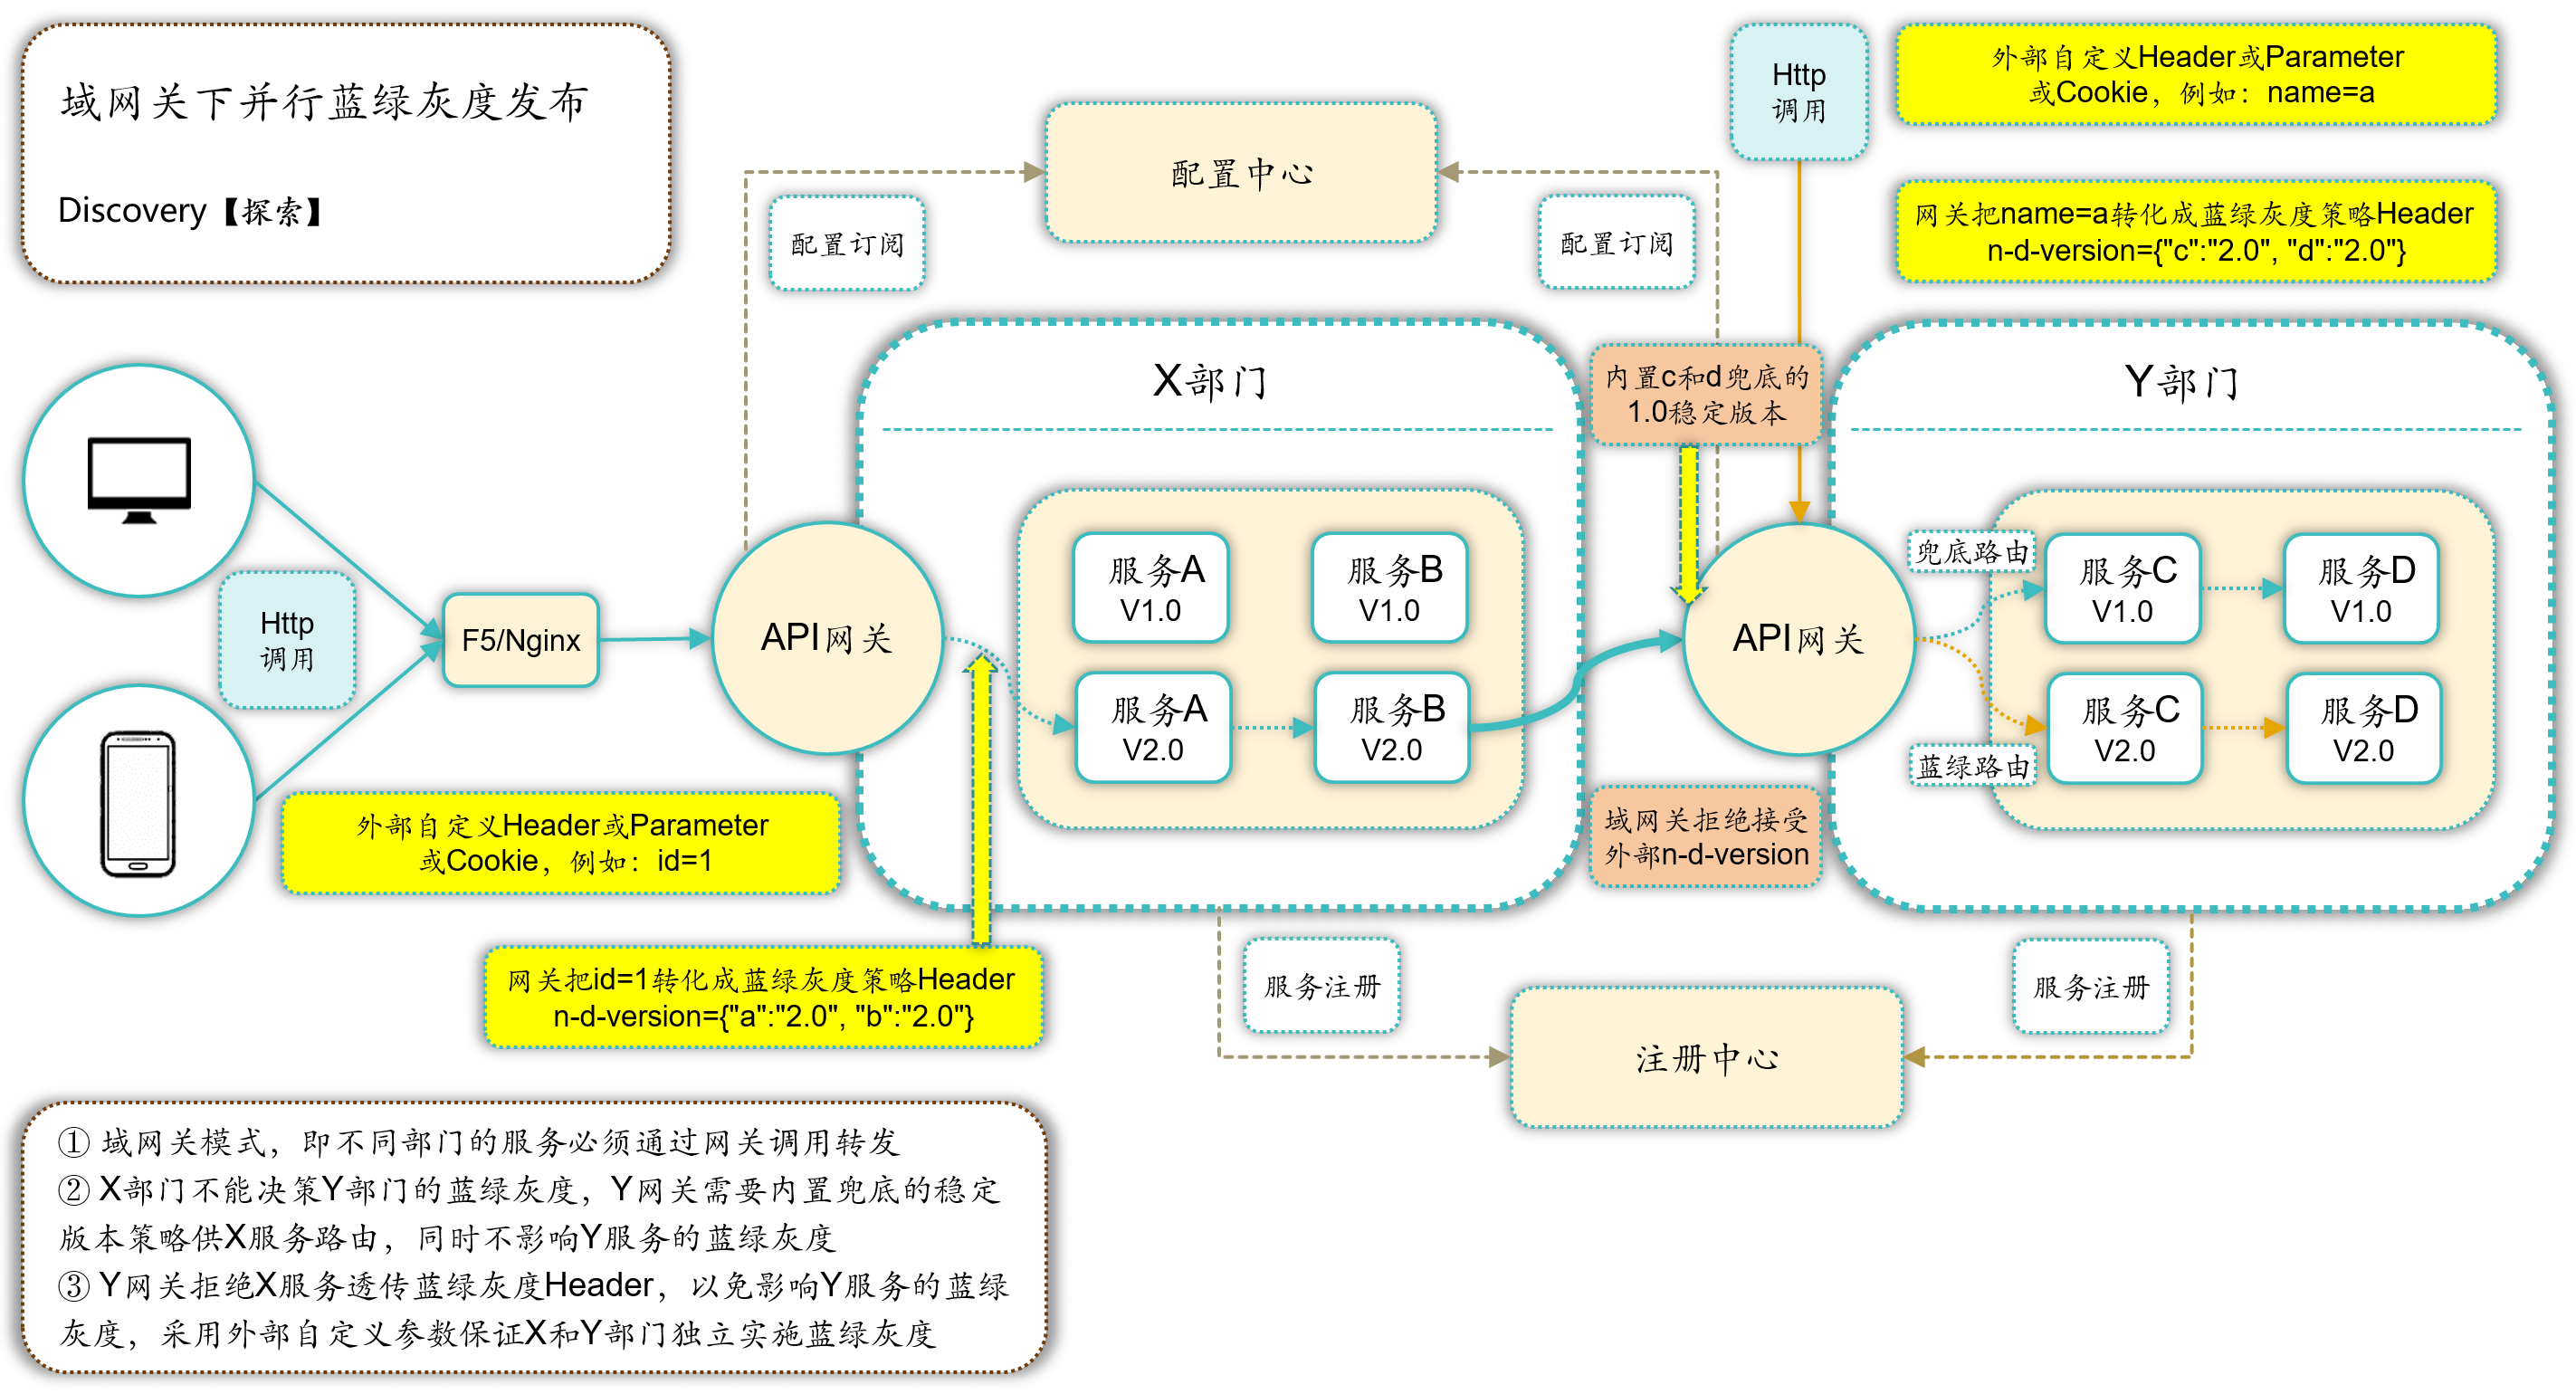 域网关下并行蓝绿灰度发布
Discovery【探索】
Http
调用
外部自定义Header或Parameter
或Cookie，例如：name=a
网关把name=a转化成蓝绿灰度策略Header
n-d-version={"c":"2.0", "d":"2.0"}
配置中心
配置订阅
配置订阅
X部门
内置c和d兜底的
1.0稳定版本
Y部门
Http
调用
F5/Nginx
API网关
服务A
V1.0
服务B
V1.0
服务A
V2.0
服务B
V2.0
API网关
兜底路由
服务C
V1.0
服务D
V1.0
蓝绿路由
服务C
V2.0
服务D
V2.0
外部自定义Header或Parameter
或Cookie，例如：id=1
域网关拒绝接受
外部n-d-version
网关把id=1转化成蓝绿灰度策略Header
n-d-version={"a":"2.0", "b":"2.0"}
服务注册
服务注册
注册中心
① 域网关模式，即不同部门的服务必须通过网关调用转发
② X部门不能决策Y部门的蓝绿灰度，Y网关需要内置兜底的稳定
版本策略供X服务路由，同时不影响Y服务的蓝绿灰度
③ Y网关拒绝X服务透传蓝绿灰度Header，以免影响Y服务的蓝绿
灰度，采用外部自定义参数保证X和Y部门独立实施蓝绿灰度